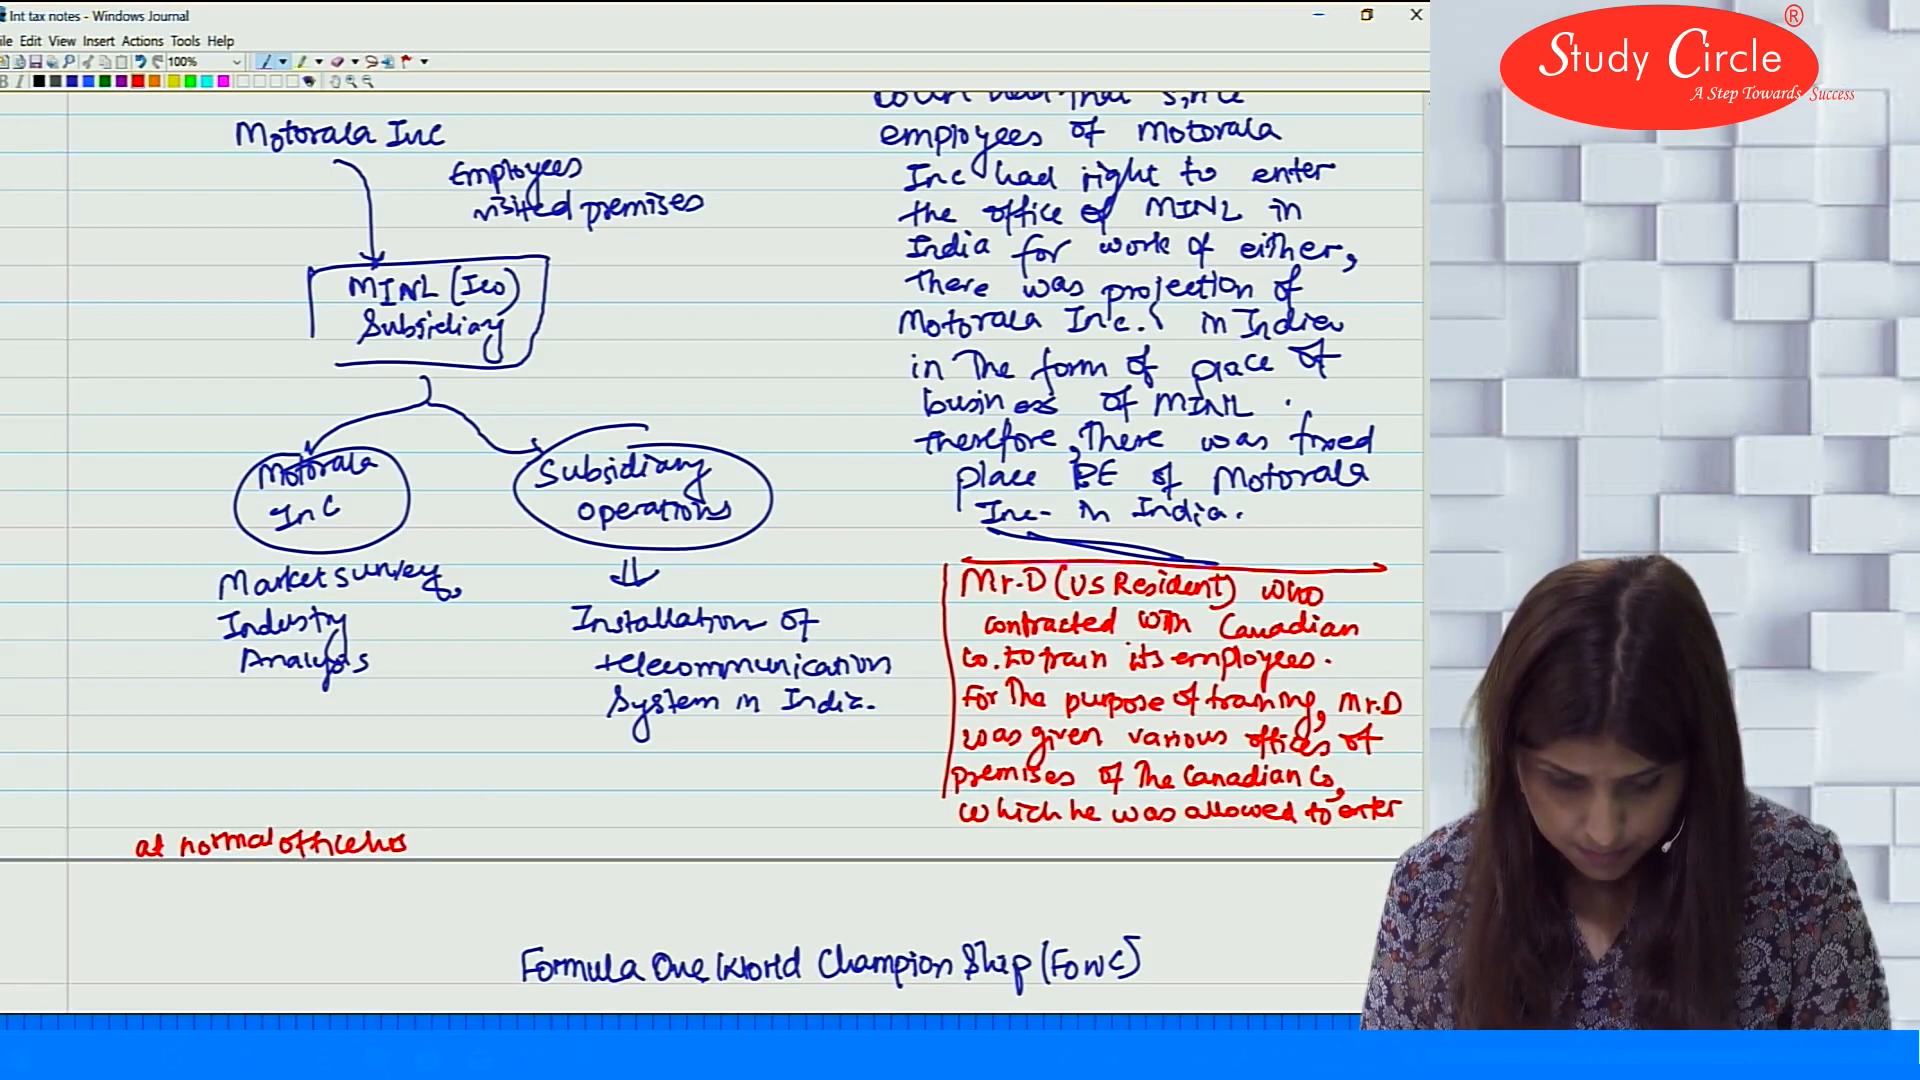 Int tax notes - Windows Journal
ile Edit View Insert Actions Tools Help
100%
B I
Study Circle ®
A Step Towards Success
Motorala Inc
Employees
visited premises
MINL (Ico)
Subsidiary
Motorala
Inc
Subsidiary
operations
Market survey,
Industry
Analysis
Installation of
telecommunication
System in India.
court held that since
employees of Motorala
Inc had right to enter
the office of MINL in
India for work of either,
there was projection of
Motorala Inc. in India
in the form of place of
business of MINL.
therefore, there was fixed
place PE of Motorala
Inc- in India.
Mr.D (US Resident) who
contracted with Canadian
Co. to train its employees.
For the purpose of training, Mr.D
was given various offices of
premises of the Canadian Co,
which he was allowed to enter
at normal office hrs
Formula One World Champion Ship (FOWC)